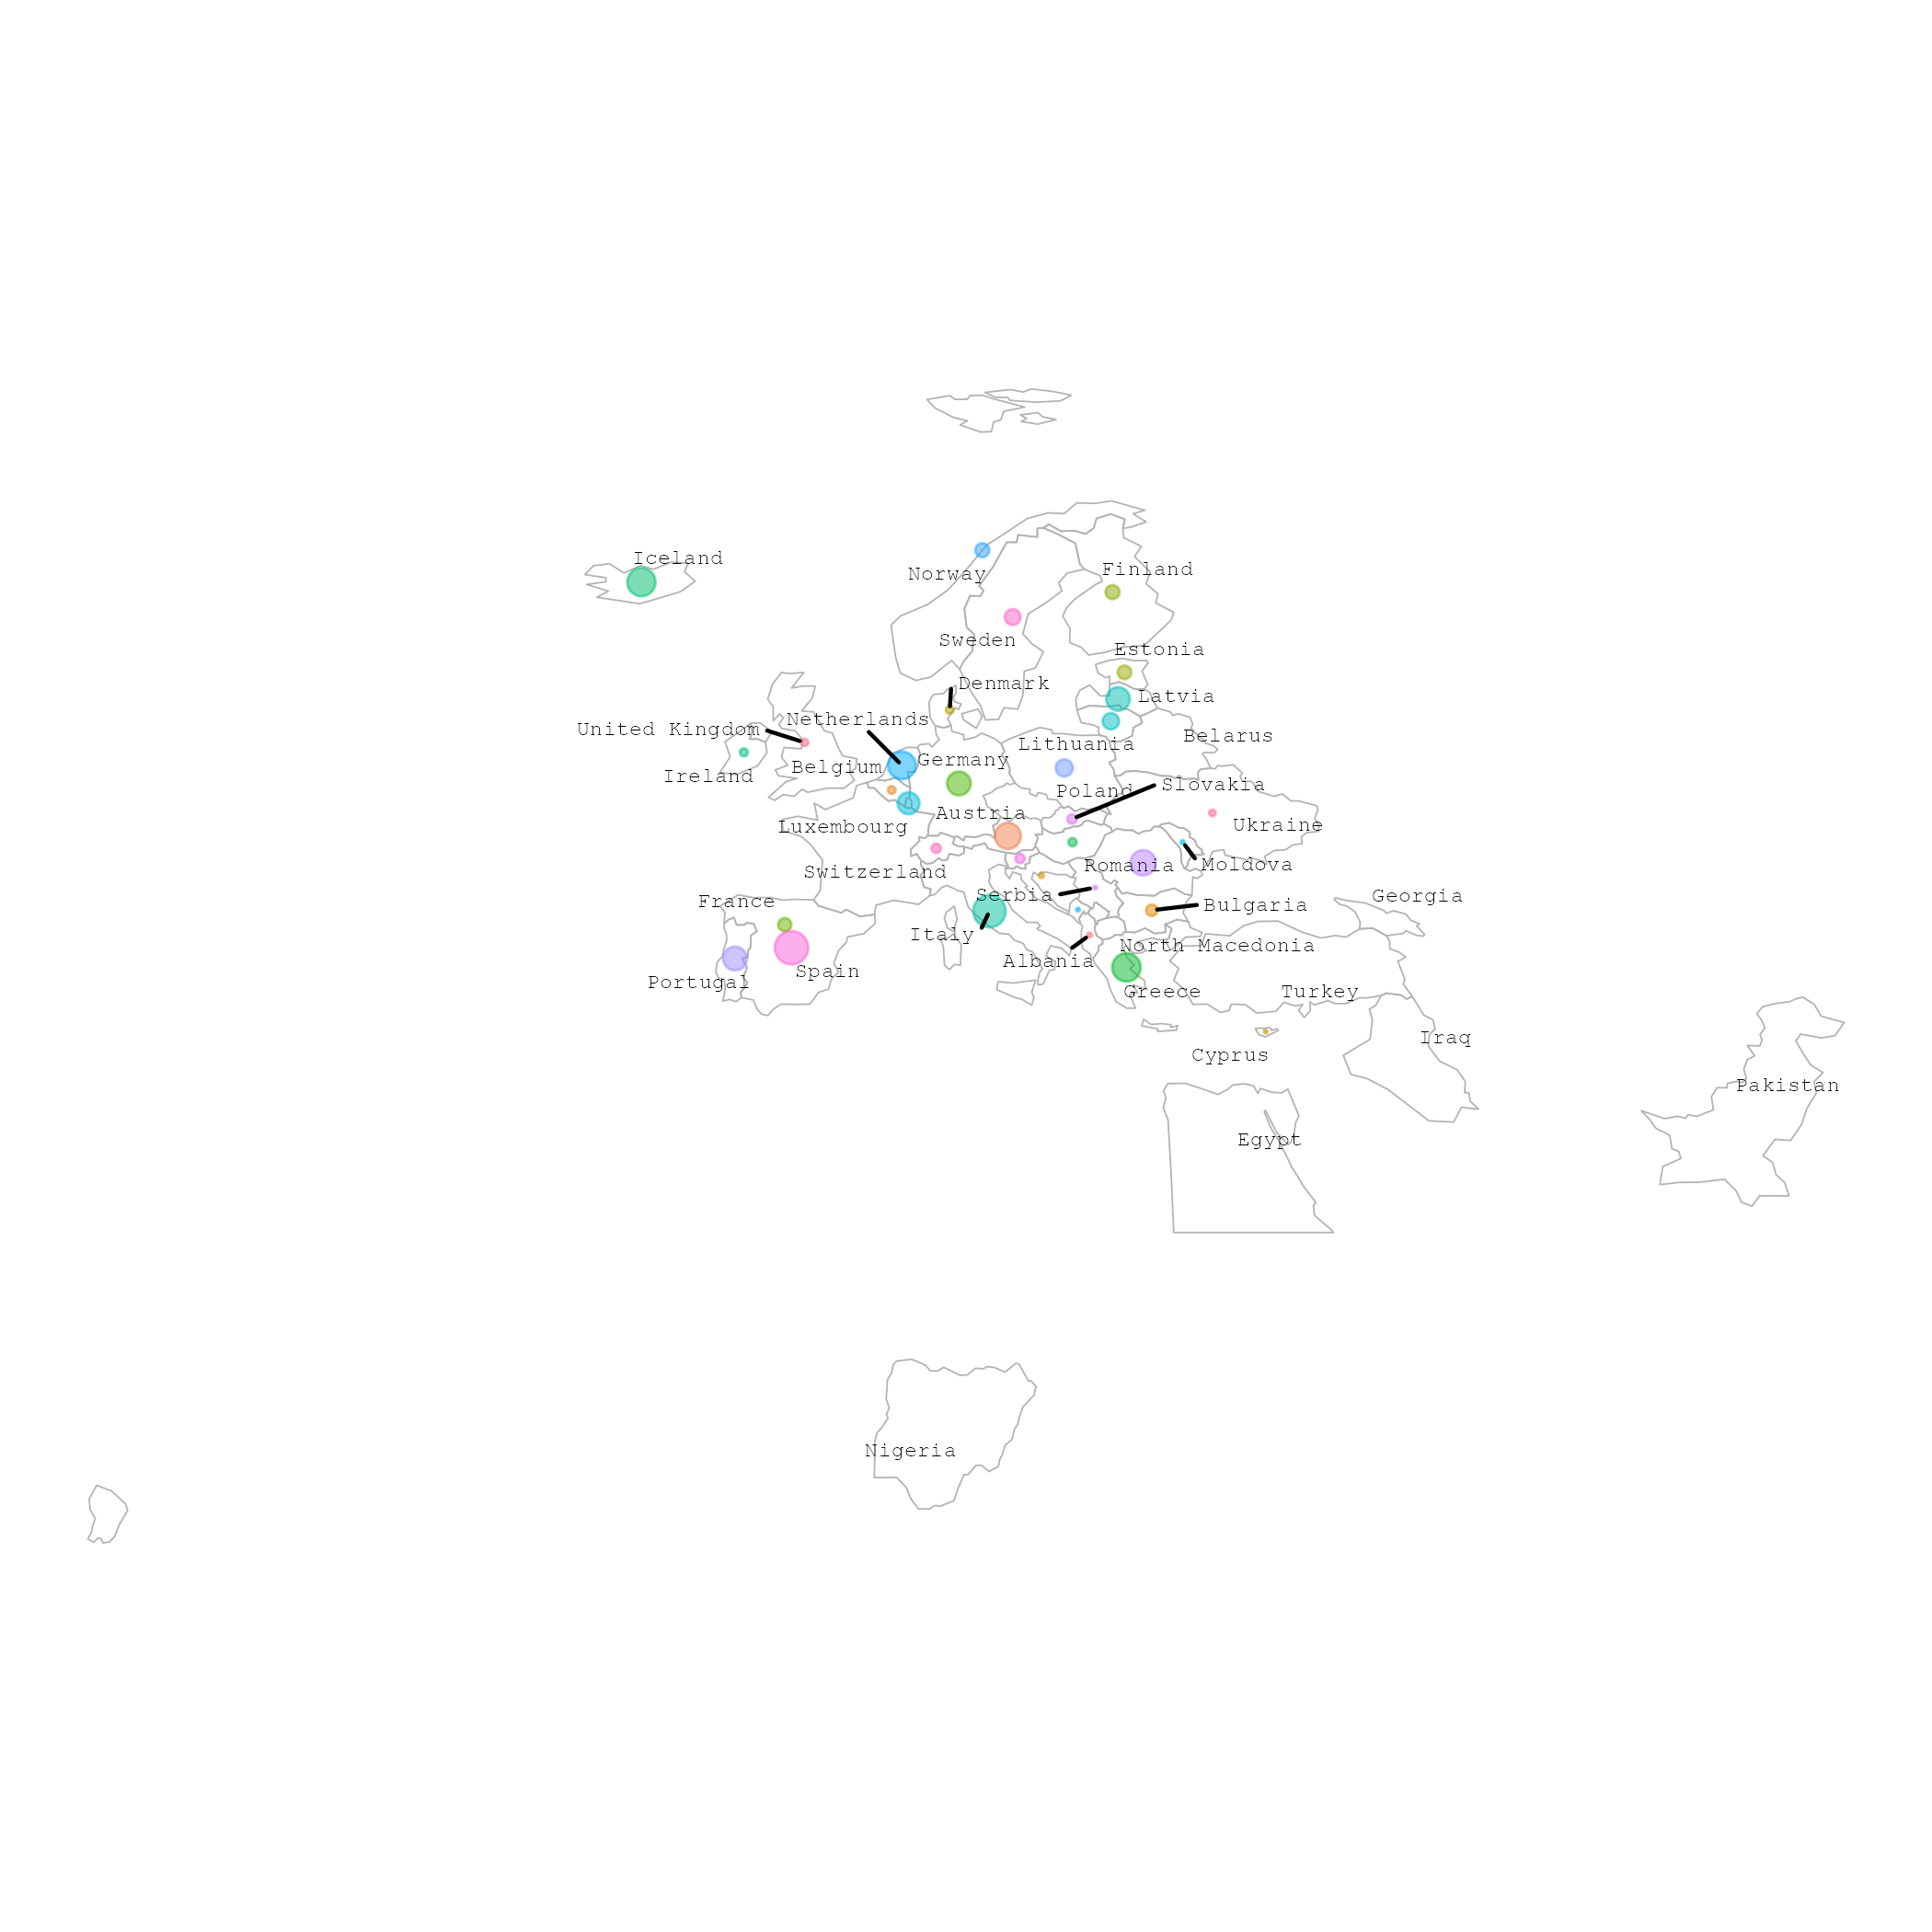 Iceland
Finland
Norway
Sweden
Estonia
Denmark
Latvia
Netherlands
United Kingdom
Belarus
Lithuania
Germany
Belgium
Ireland
Slovakia
Poland
Austria
Ukraine
Luxembourg
Romania
Moldova
Switzerland
Serbia
Georgia
France
Bulgaria
Italy
North Macedonia
Albania
Spain
Portugal
Greece
Turkey
Iraq
Cyprus
Pakistan
Egypt
Nigeria